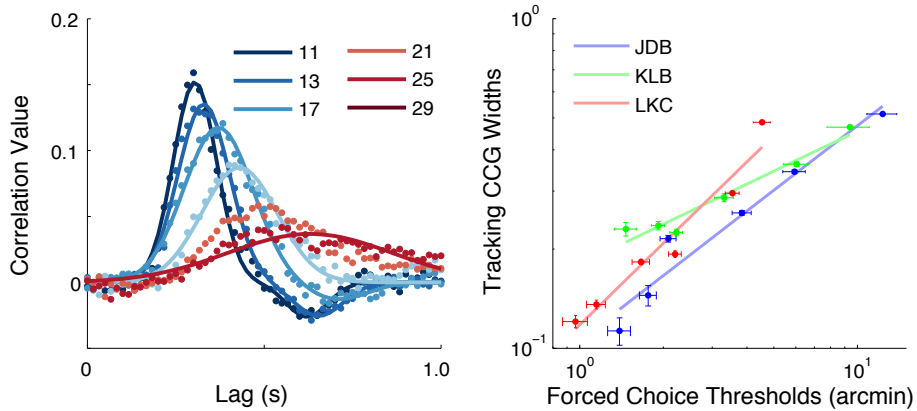 0.2
0.1
0
Correlation Value
11
13
17
21
25
29
0
1.0
Lag (s)
10^0
10^-1
Tracking CCG Widths
JDB
KLB
LKC
10^0
10^1
Forced Choice Thresholds (arcmin)